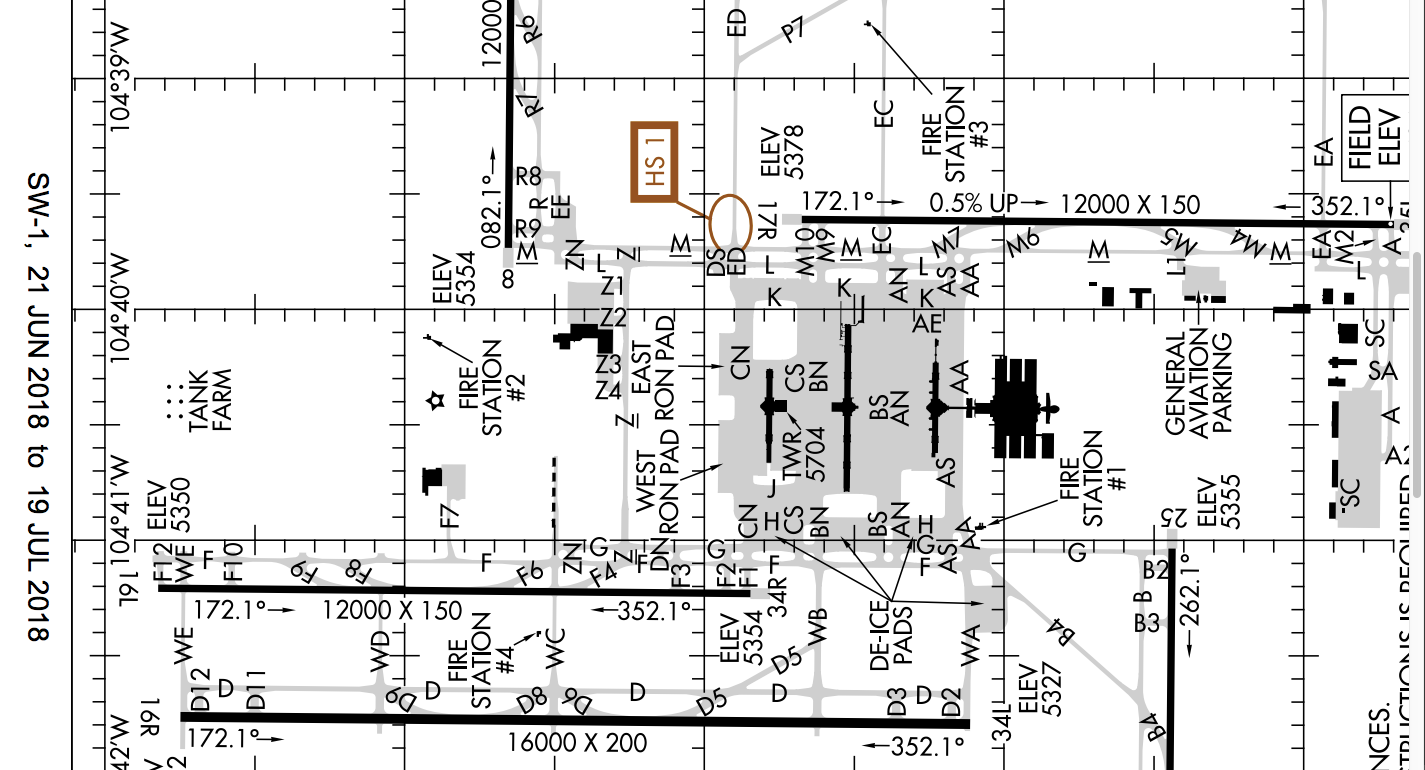 SW-1, 21 JUN 2018 to 19 JUL 2018
104°39'W
104°40'W
104°41'W
42'W
12000
R6
R7
082.1°
R8
R
R9
EE
M
8
ELEV
5354
HS 1
ED
P7
EC
FIRE
STATION
#3
ELEV
5378
EA
FIELD
ELEV
17R
172.1°
0.5% UP
12000 X 150
352.1°
35L
ZN
L
Z
M
DS
ED
L
M10
M9
M
EC
M7
M6
M
M5
M4
M
EA
M2
A
Z1
Z2
Z3
Z4
Z
K
K
J
AN
L
K
AS
AA
AE
L1
L
TANK
FARM
FIRE
STATION
#2
EAST
RON PAD
WEST
RON PAD
CN
CS
BN
BS
AN
AA
AS
TWR
5704
J
GENERAL
AVIATION
PARKING
SC
SA
A
SC
FIRE
STATION
#1
ELEV
5355
25
ELEV
5350
F7
CN
H
CS
BN
BS
AN
H
AA
16L
F12
WE
F
F10
F9
F8
F
F6
ZN
G
F4
Z
F
DN
F3
G
F2
F1
F
34R
G
F
AS
G
B2
B
B3
262.1°
172.1°
12000 X 150
352.1°
WE
WD
FIRE
STATION
#4
WC
ELEV
5354
WB
D5
DE-ICE
PADS
WA
B4
ELEV
5327
16R
D12
D
D11
D9
D
D8
D6
D
D5
D
D3
D
D2
34L
B4
172.1°
16000 X 200
352.1°
NCES.